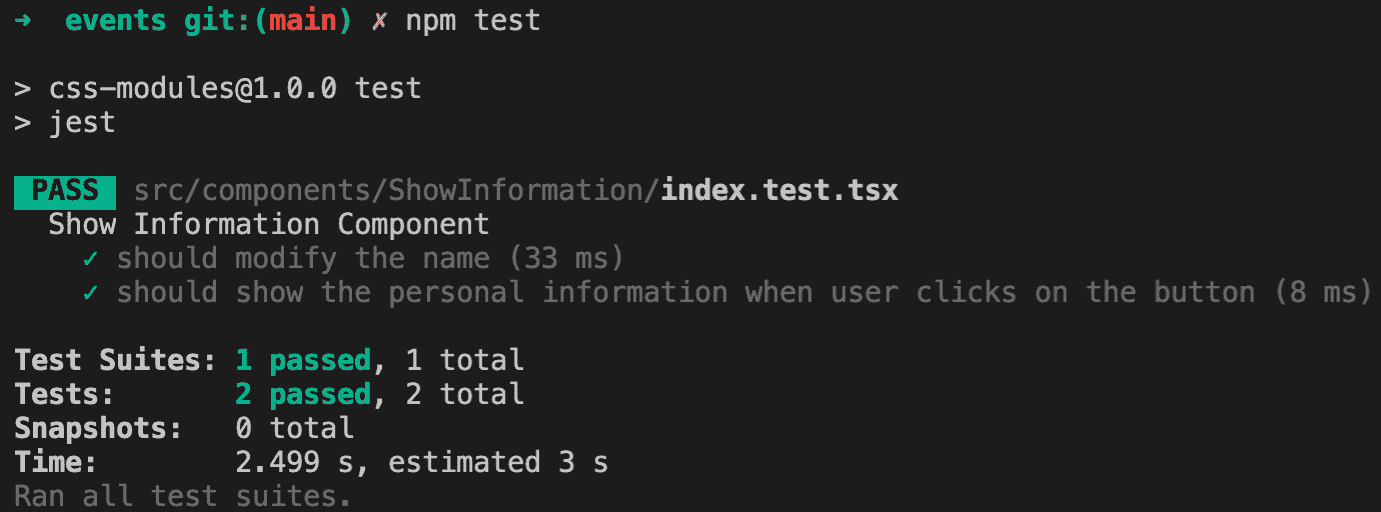 ➜  events git:(main) ✗ npm test
> css-modules@1.0.0 test
> jest
PASS src/components/ShowInformation/index.test.tsx
Show Information Component
✓ should modify the name (33 ms)
✓ should show the personal information when user clicks on the button (8 ms)
Test Suites: 1 passed, 1 total
Tests:       2 passed, 2 total
Snapshots:   0 total
Time:        2.499 s, estimated 3 s
Ran all test suites.